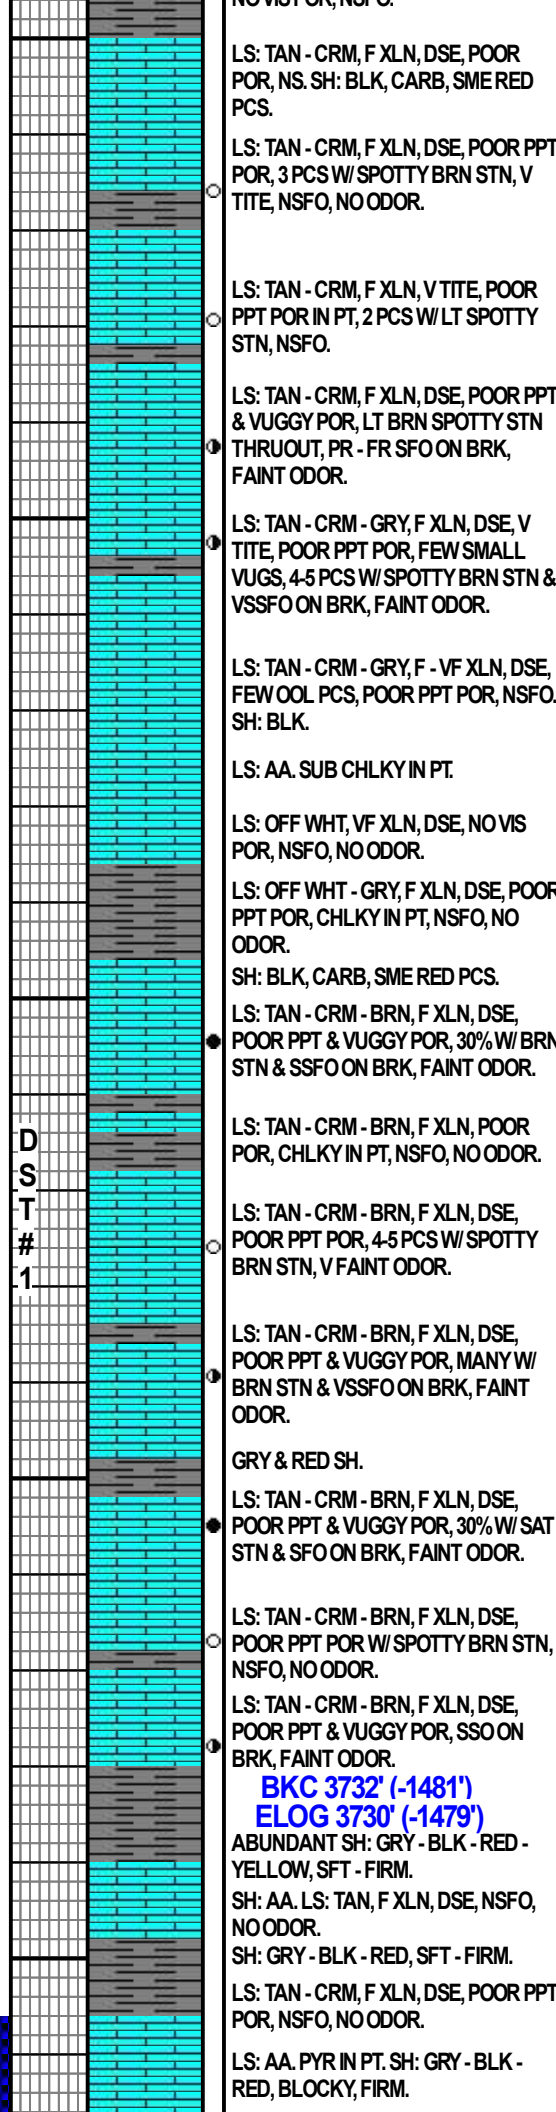 NO VIS POR, NSFO.
LS: TAN - CRM, F XLN, DSE, POOR
POR, NS. SH: BLK, CARB, SME RED
PCS.
LS: TAN - CRM, F XLN, DSE, POOR PPT
POR, 3 PCS W/ SPOTTY BRN STN, V
TITE, NSFO, NO ODOR.
LS: TAN - CRM, F XLN, V TITE, POOR
PPT POR IN PT, 2 PCS W/ LT SPOTTY
STN, NSFO.
LS: TAN - CRM, F XLN, DSE, POOR PPT
& VUGGY POR, LT BRN SPOTTY STN
THRUOUT, PR - FR SFO ON BRK,
FAINT ODOR.
LS: TAN - CRM - GRY, F XLN, DSE, V
TITE, POOR PPT POR, FEW SMALL
VUGS, 4-5 PCS W/ SPOTTY BRN STN &
VSSFO ON BRK, FAINT ODOR.
LS: TAN - CRM - GRY, F - VF XLN, DSE,
FEW OOL PCS, POOR PPT POR, NSFO.
SH: BLK.
LS: AA. SUB CHLKY IN PT.
LS: OFF WHT, VF XLN, DSE, NO VIS
POR, NSFO, NO ODOR.
LS: OFF WHT - GRY, F XLN, DSE, POOR
PPT POR, CHLKY IN PT, NSFO, NO
ODOR.
SH: BLK, CARB, SME RED PCS.
LS: TAN - CRM - BRN, F XLN, DSE,
POOR PPT & VUGGY POR, 30% W/ BRN
STN & SSFO ON BRK, FAINT ODOR.
LS: TAN - CRM - BRN, F XLN, POOR
POR, CHLKY IN PT, NSFO, NO ODOR.
DST#1
LS: TAN - CRM - BRN, F XLN, DSE,
POOR PPT POR, 4-5 PCS W/ SPOTTY
BRN STN, V FAINT ODOR.
LS: TAN - CRM - BRN, F XLN, DSE,
POOR PPT & VUGGY POR, MANY W/
BRN STN & VSSFO ON BRK, FAINT
ODOR.
GRY & RED SH.
LS: TAN - CRM - BRN, F XLN, DSE,
POOR PPT & VUGGY POR, 30% W/ SAT
STN & SFO ON BRK, FAINT ODOR.
LS: TAN - CRM - BRN, F XLN, DSE,
POOR PPT POR W/ SPOTTY BRN STN,
NSFO, NO ODOR.
LS: TAN - CRM - BRN, F XLN, DSE,
POOR PPT & VUGGY POR, SSO ON
BRK, FAINT ODOR.
BKC 3732' (-1481')
ELOG 3730' (-1479')
ABUNDANT SH: GRY - BLK - RED -
YELLOW, SFT - FIRM.
SH: AA. LS: TAN, F XLN, DSE, NSFO,
NO ODOR.
SH: GRY - BLK - RED, SFT - FIRM.
LS: TAN - CRM, F XLN, DSE, POOR PPT
POR, NSFO, NO ODOR.
LS: AA. PYR IN PT. SH: GRY - BLK -
RED, BLOCKY, FIRM.